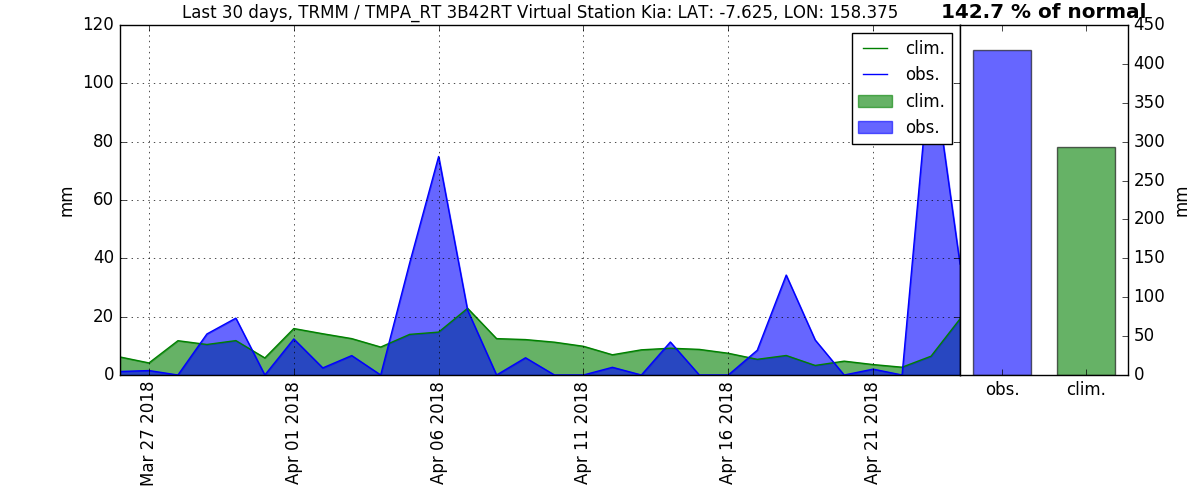 Last 30 days, TRMM / TMPA_RT 3B42RT Virtual Station Kia: LAT: -7.625, LON: 158.375
142.7 % of normal
120
100
80
60
40
20
0
mm
clim.
obs.
clim.
obs.
Mar 27 2018
Apr 01 2018
Apr 06 2018
Apr 11 2018
Apr 16 2018
Apr 21 2018
450
400
350
300
250
200
150
100
50
0
mm
obs.
clim.